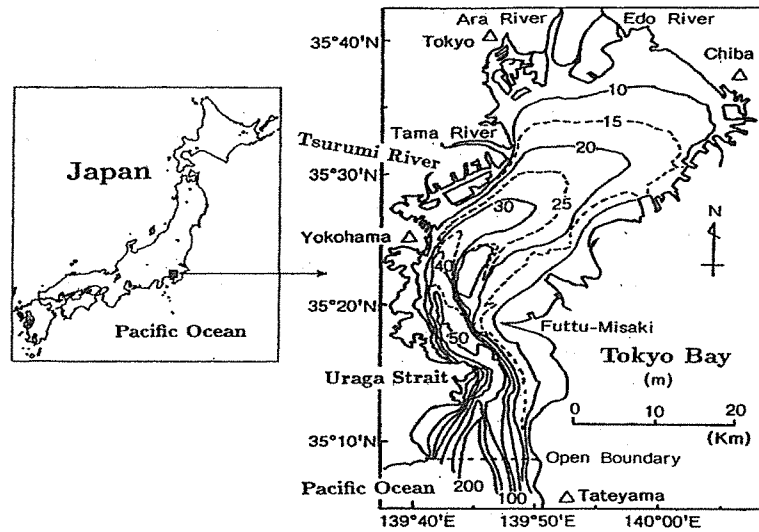 Japan
Pacific Ocean
35°40'N
35°30'N
35°20'N
35°10'N
139°40'E
139°50'E
140°00'E
Ara River
Edo River
Tokyo
Chiba
Tama River
Tsurumi River
Yokohama
10
15
20
25
30
40
50
N
Futtu-Misaki
Uraga Strait
Tokyo Bay
(m)
0 10 20
(Km)
Open Boundary
Pacific Ocean
200
100
Tateyama